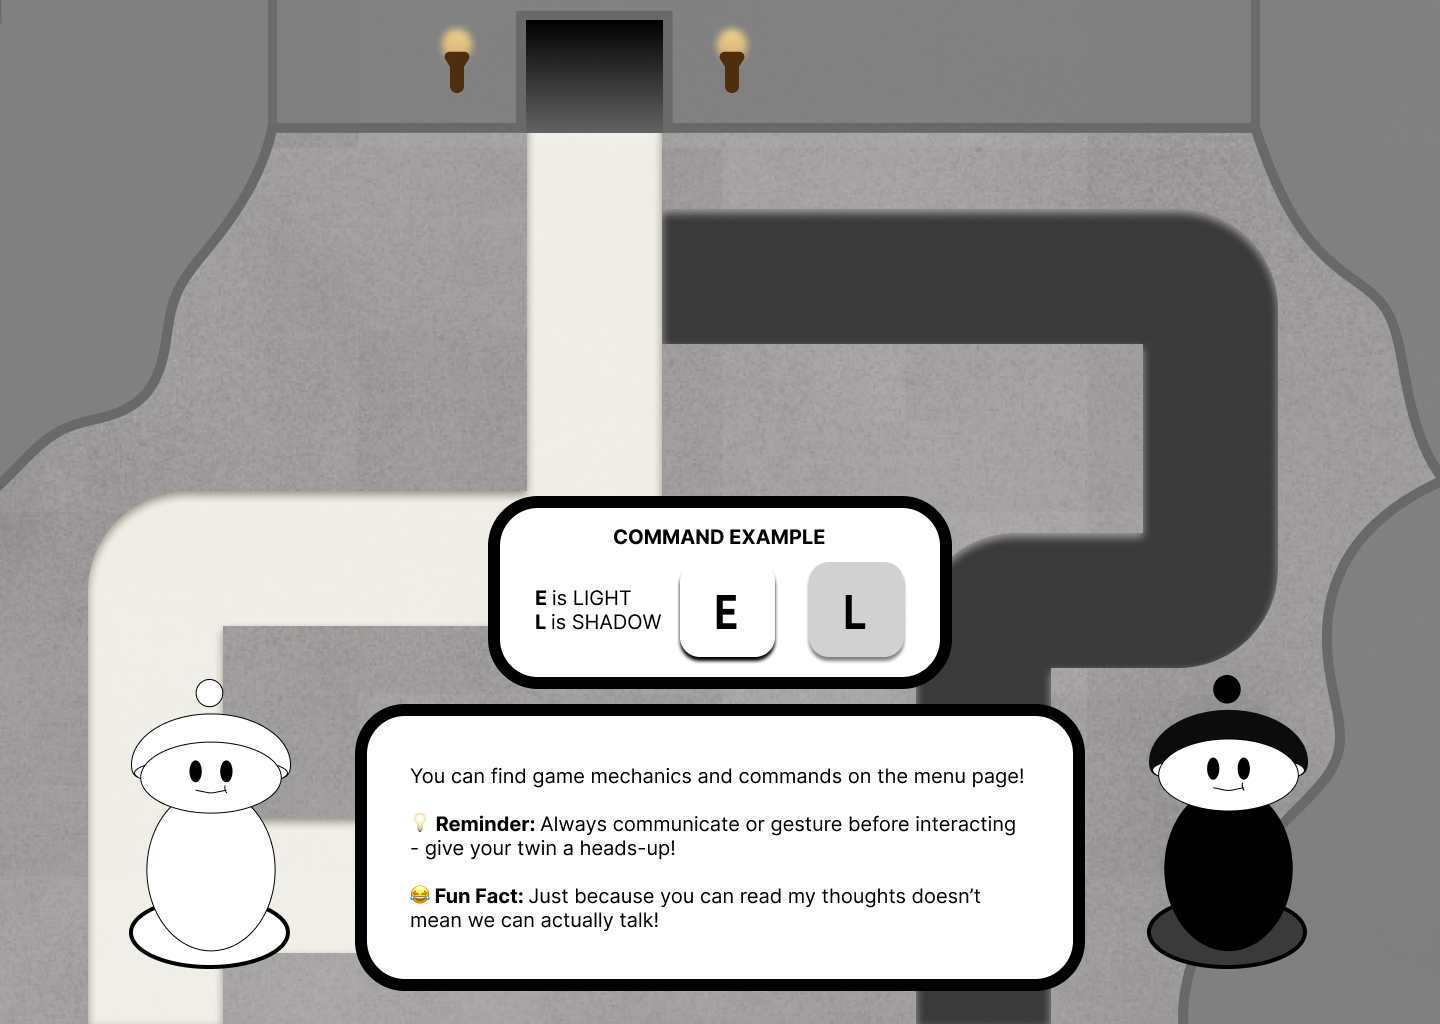 COMMAND EXAMPLE
E is LIGHT
L is SHADOW
E
L
You can find game mechanics and commands on the menu page!
💡 Reminder: Always communicate or gesture before interacting
- give your twin a heads-up!
😂 Fun Fact: Just because you can read my thoughts doesn’t
mean we can actually talk!